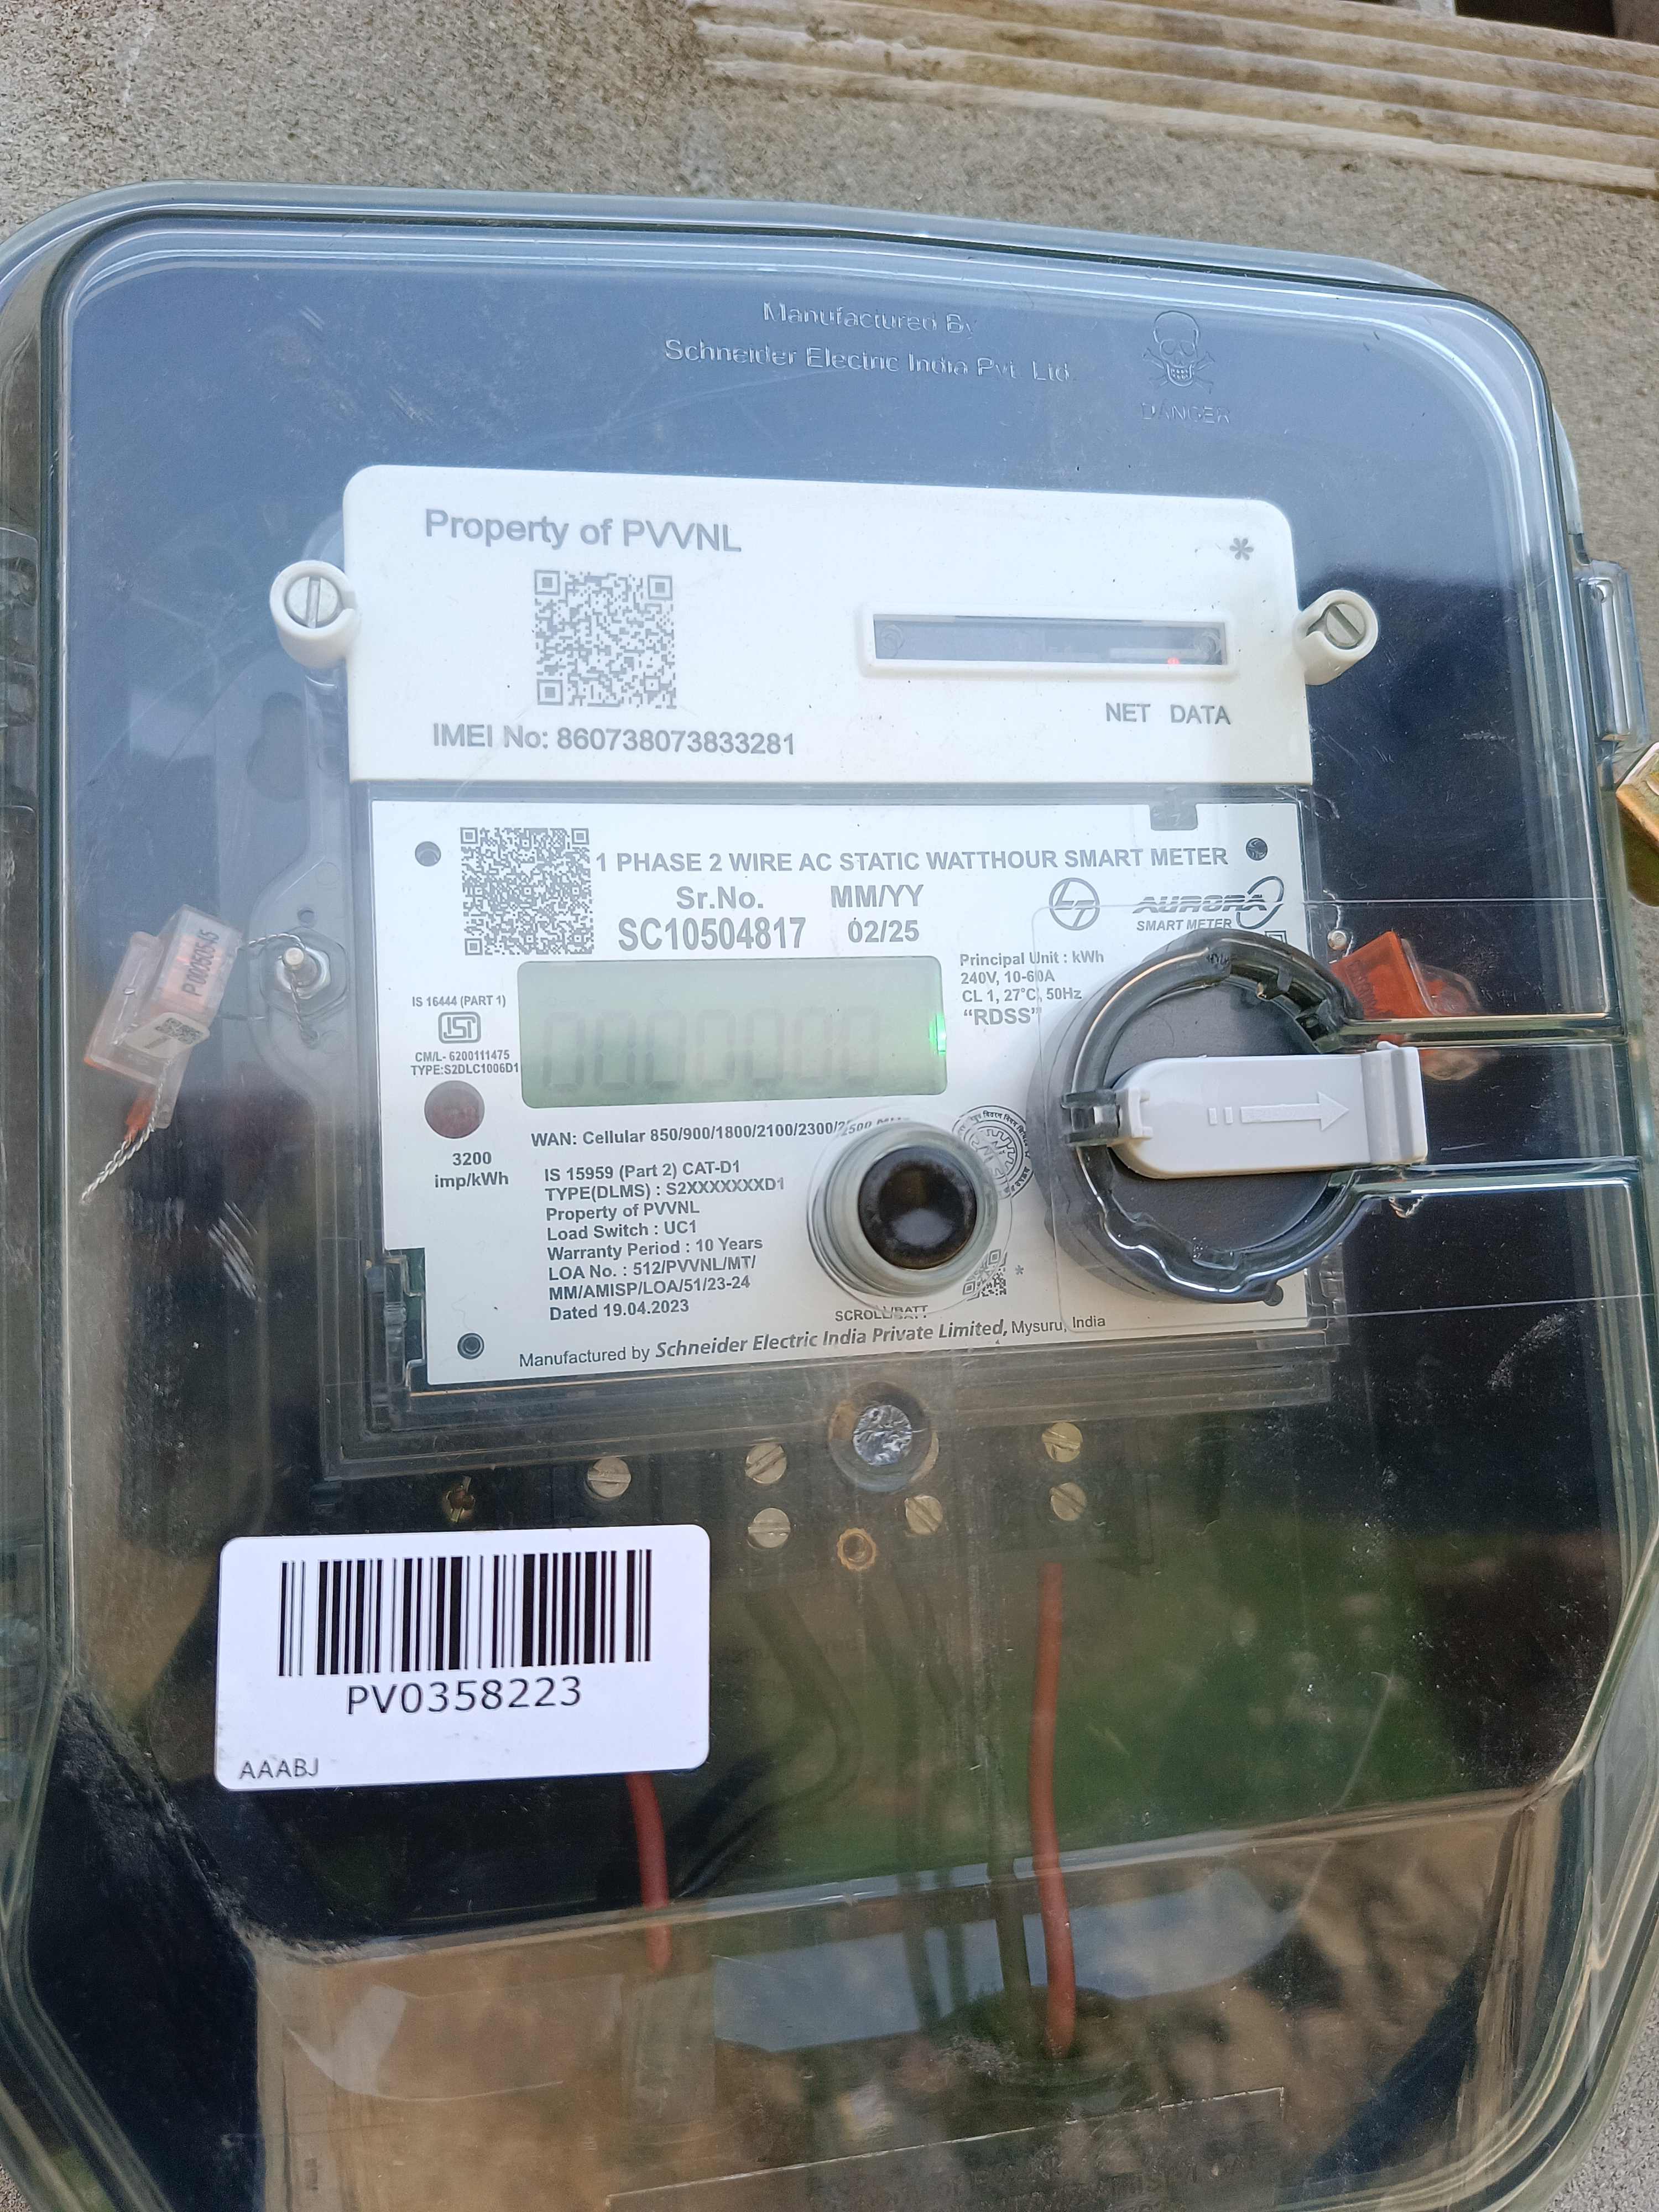 Manufactured By
Schneider Electric India Pvt. Ltd.
DANGER
Property of PVVNL
*
IMEI No: 860738073833281
NET DATA
1 PHASE 2 WIRE AC STATIC WATTHOUR SMART METER
Sr.No. MM/YY
SC10504817 02/25
AURORA
SMART METER
Principal Unit : kWh
240V, 10-60A
CL 1, 27°C, 50Hz
"RDSS"
IS 16444 (PART 1)
CM/L- 6200111475
TYPE:S2DLC1006D1
3200
imp/kWh
WAN: Cellular 850/900/1800/2100/2300/2500
IS 15959 (Part 2) CAT-D1
TYPE(DLMS) : S2XXXXXXXD1
Property of PVVNL
Load Switch : UC1
Warranty Period : 10 Years
LOA No. : 512/PVVNL/MT/
MM/AMISP/LOA/51/23-24
Dated 19.04.2023
*
SCROLL/BATT
Manufactured by Schneider Electric India Private Limited, Mysuru, India
PV0358223
AAABJ